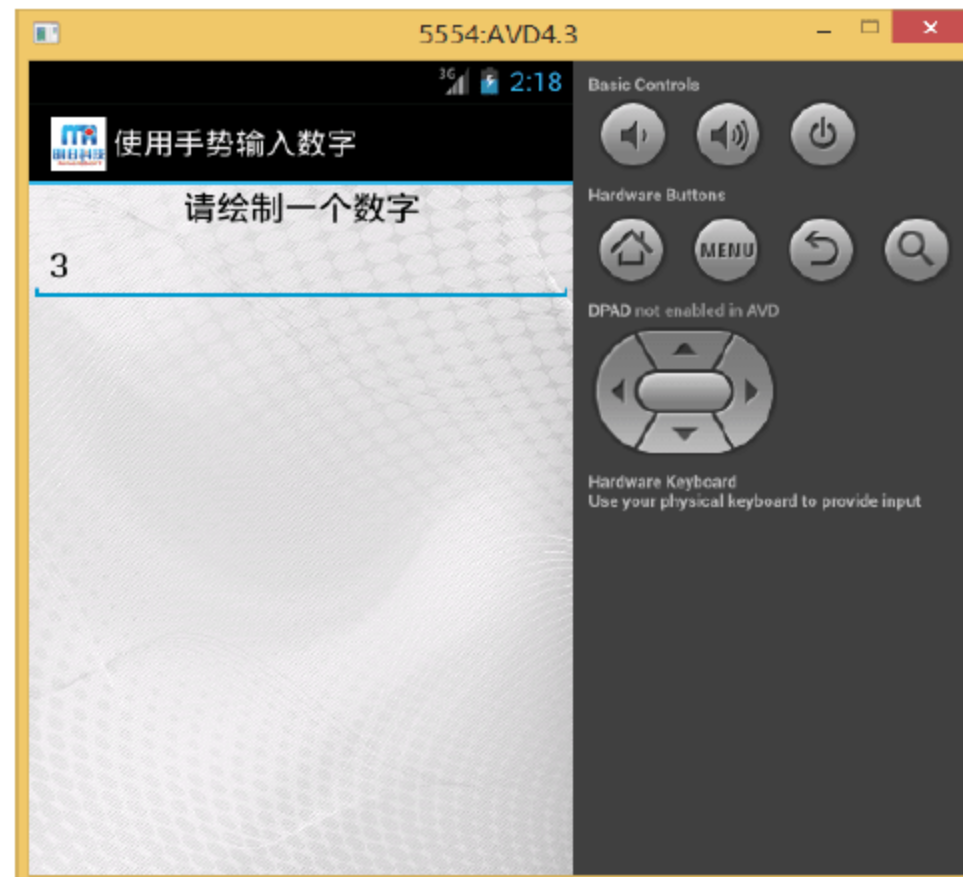 5554:AVD4.3
3G 2:18
使用手势输入数字
请绘制一个数字
3
Basic Controls
Hardware Buttons
MENU
DPAD not enabled in AVD
Hardware Keyboard
Use your physical keyboard to provide input